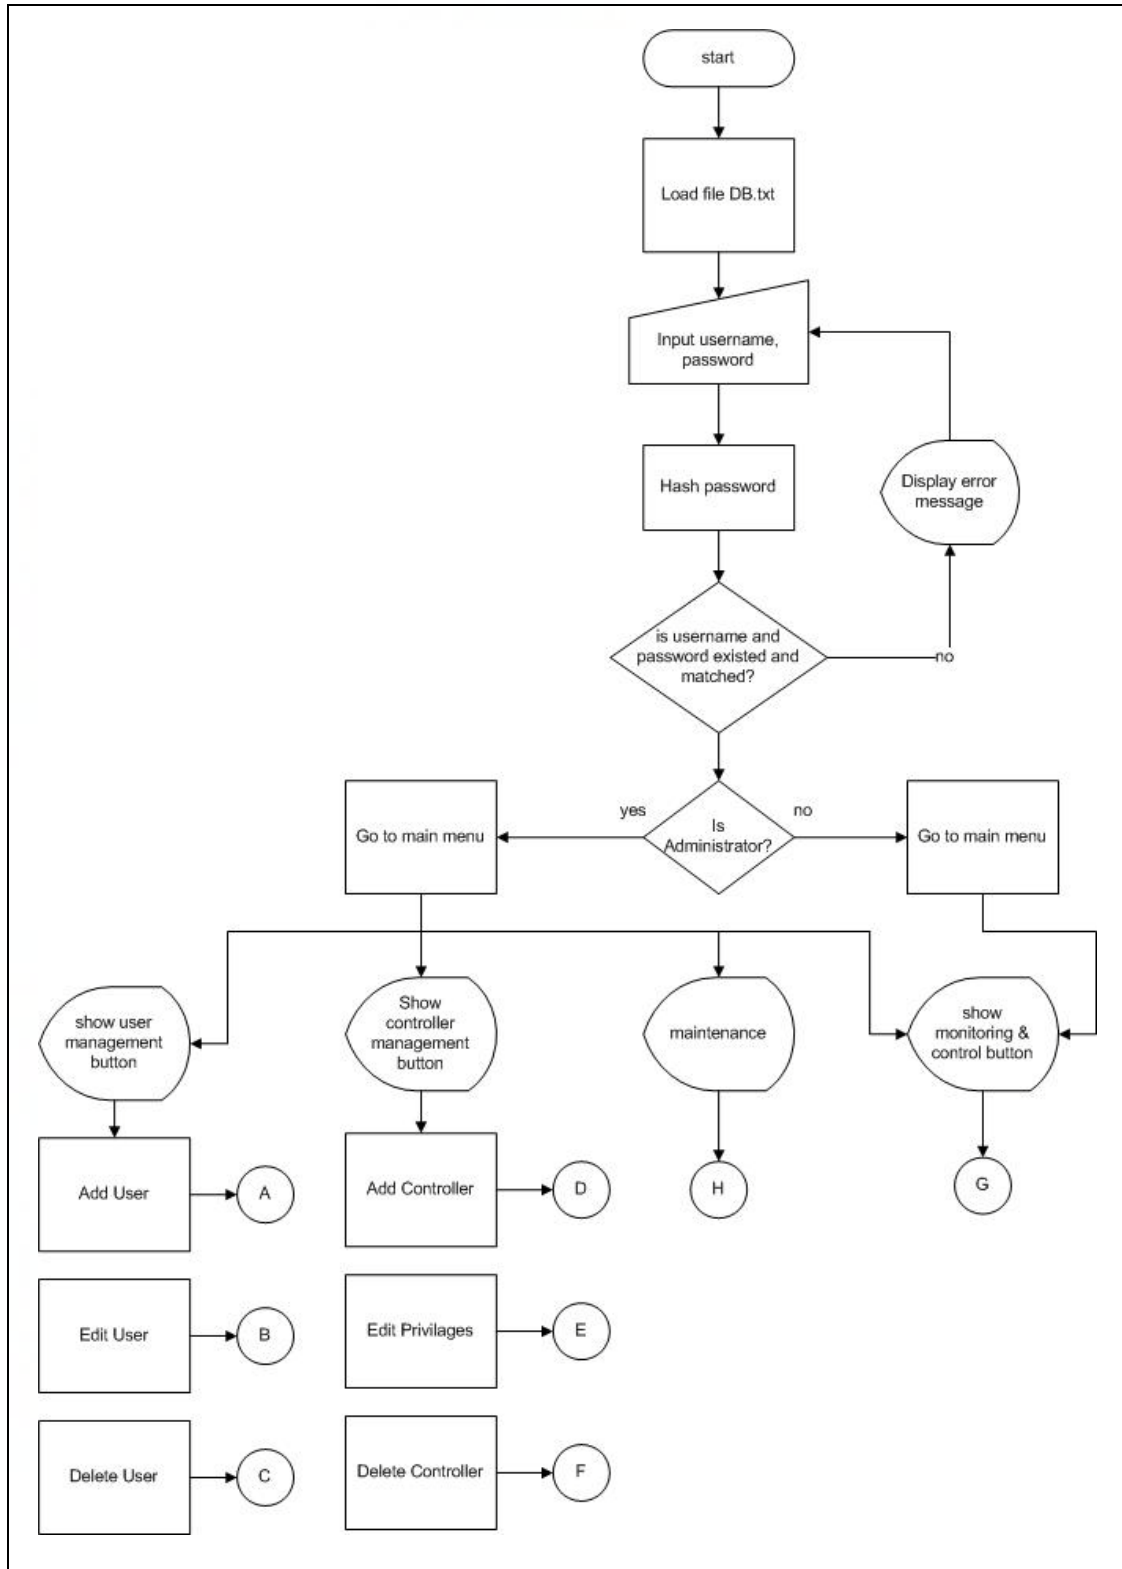 start
Load file DB.txt
Input username,
password
Hash password
Display error
message
is username and
password existed and
matched?
no
yes
no
Is
Administrator?
Go to main menu
Go to main menu
show user
management
button
Show
controller
management
button
maintenance
show
monitoring &
control button
Add User
A
Add Controller
D
H
G
Edit User
B
Edit Privilages
E
Delete User
C
Delete Controller
F